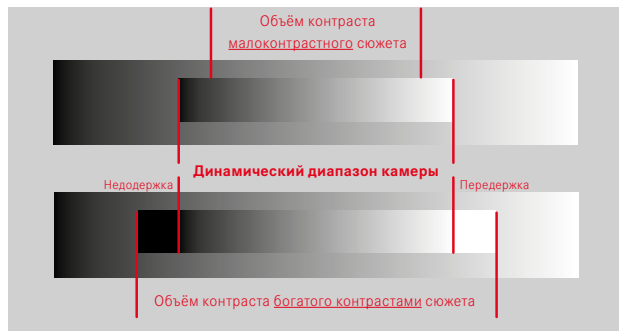 Объём контраста
малоконтрастного сюжета
Динамический диапазон камеры
Недодержка
Передержка
Объём контраста богатого контрастами сюжета